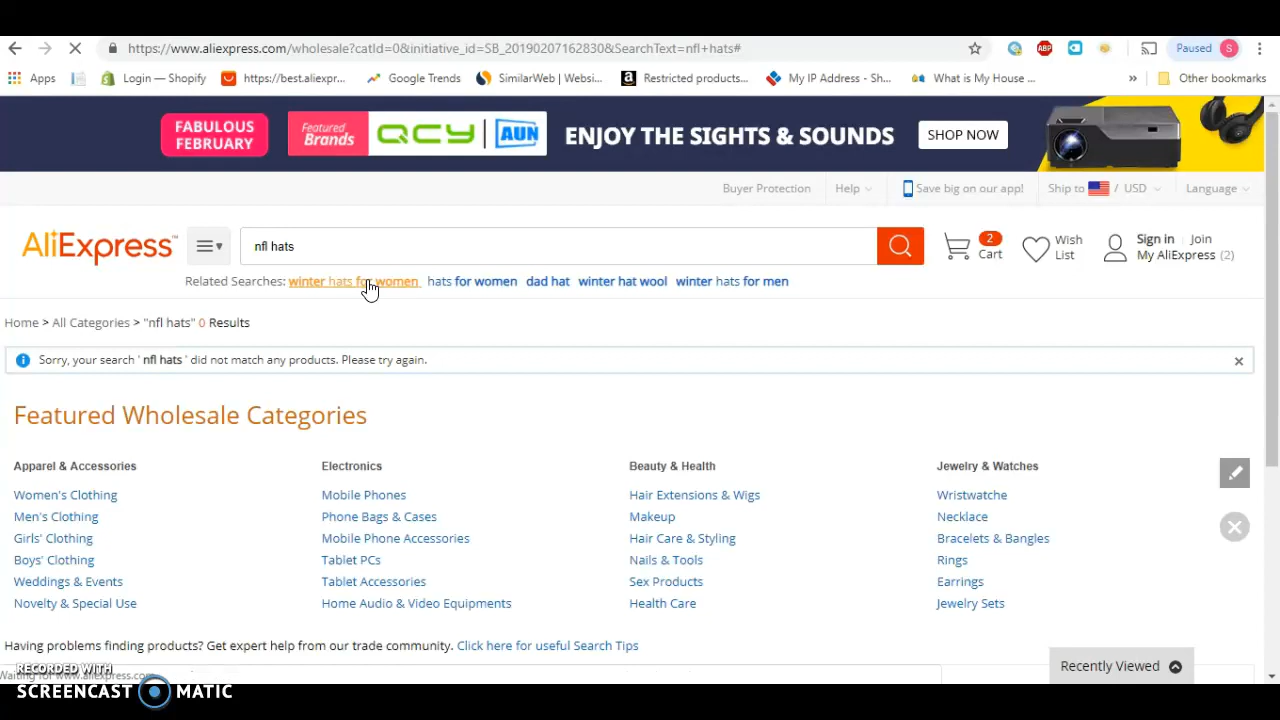 https://www.aliexpress.com/wholesale?catId=0&initiative_id=SB_20190207162830&SearchText=nfl+hats#
ABP
Paused S
Apps
Login — Shopify
https://best.aliexpr...
Google Trends
SimilarWeb | Websi...
Restricted products...
My IP Address - Sh...
What is My House ...
»
Other bookmarks
FABULOUS FEBRUARY
Featured Brands
QCY | AUN
ENJOY THE SIGHTS & SOUNDS
SHOP NOW
Buyer Protection
Help
Save big on our app!
Ship to / USD
Language
AliExpress™
nfl hats
2
Cart
Wish List
Sign in | Join
My AliExpress (2)
Related Searches: winter hats for women hats for women dad hat winter hat wool winter hats for men
Home > All Categories > "nfl hats" 0 Results
Sorry, your search ' nfl hats ' did not match any products. Please try again.
Featured Wholesale Categories
Apparel & Accessories
Women's Clothing
Men's Clothing
Girls' Clothing
Boys' Clothing
Weddings & Events
Novelty & Special Use
Electronics
Mobile Phones
Phone Bags & Cases
Mobile Phone Accessories
Tablet PCs
Tablet Accessories
Home Audio & Video Equipments
Beauty & Health
Hair Extensions & Wigs
Makeup
Hair Care & Styling
Nails & Tools
Sex Products
Health Care
Jewelry & Watches
Wristwatche
Necklace
Bracelets & Bangles
Rings
Earrings
Jewelry Sets
Having problems finding products? Get expert help from our trade community. Click here for useful Search Tips
Recently Viewed
Waiting for www.aliexpress.com...
RECORDED WITH
SCREENCAST MATIC